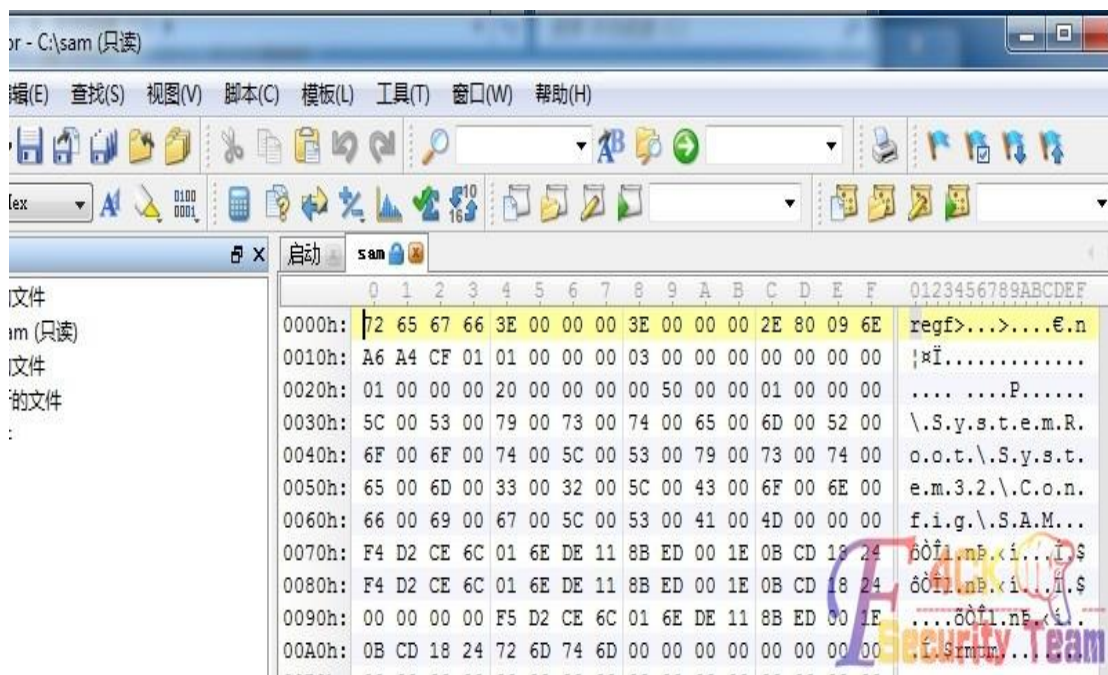 or - C:\sam (只读)
辑(E) 查找(S) 视图(V) 脚本(C) 模板(L) 工具(T) 窗口(W) 帮助(H)
Hex
启动 sam
文件
am (只读)
文件
的文件
0 1 2 3 4 5 6 7 8 9 A B C D E F 0123456789ABCDEF
0000h: 72 65 67 66 3E 00 00 00 3E 00 00 00 2E 80 09 6E regf>...>....€.n
0010h: A6 A4 CF 01 01 00 00 00 03 00 00 00 00 00 00 00 ¦¤Ï.............
0020h: 01 00 00 00 20 00 00 00 00 50 00 00 01 00 00 00 .... ....P......
0030h: 5C 00 53 00 79 00 73 00 74 00 65 00 6D 00 52 00 \.S.y.s.t.e.m.R.
0040h: 6F 00 6F 00 74 00 5C 00 53 00 79 00 73 00 74 00 o.o.t.\.S.y.s.t.
0050h: 65 00 6D 00 33 00 32 00 5C 00 43 00 6F 00 6E 00 e.m.3.2.\.C.o.n.
0060h: 66 00 69 00 67 00 5C 00 53 00 41 00 4D 00 00 00 f.i.g.\.S.A.M...
0070h: F4 D2 CE 6C 01 6E DE 11 8B ED 00 1E 0B CD 18 24 ôÒÎl.nÞ.‹í...Í.$
0080h: F4 D2 CE 6C 01 6E DE 11 8B ED 00 1E 0B CD 18 24 ôÒÎl.nÞ.‹í...Í.$
0090h: 00 00 00 00 F5 D2 CE 6C 01 6E DE 11 8B ED 00 1E ....õÒÎl.nÞ.‹í..
00A0h: 0B CD 18 24 72 6D 74 6D 00 00 00 00 00 00 00 00 .Í.$rmtm........
F4CK
Security Team